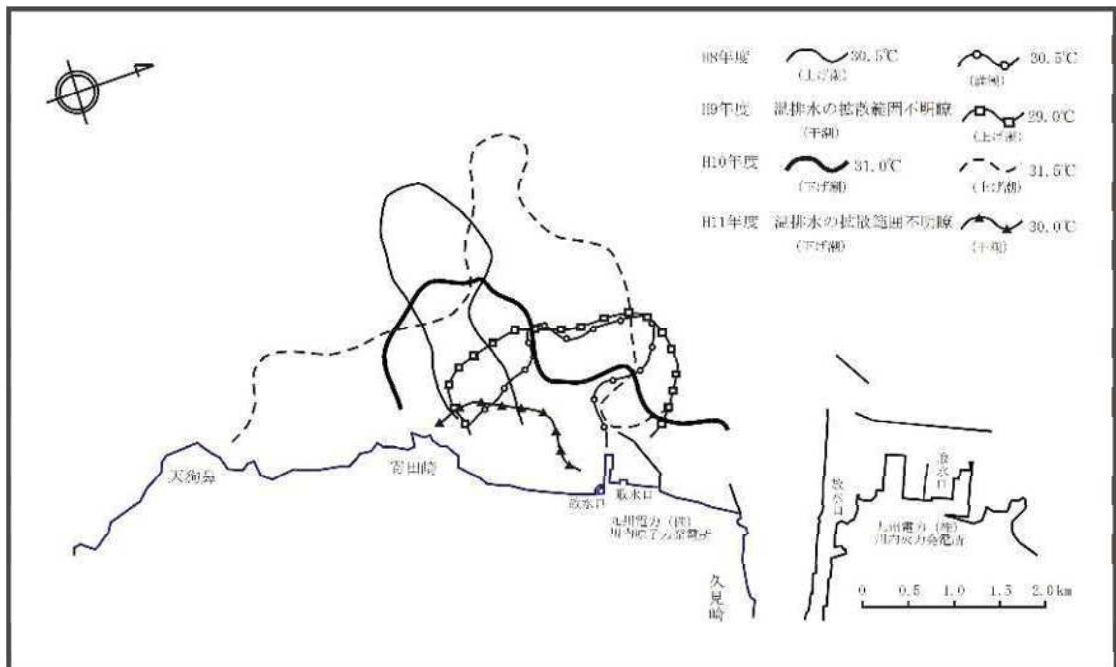 H8年度 30.5℃ 30.5℃
(上げ潮) (満潮)
H9年度 温排水の拡散範囲不明瞭 29.0℃
(干潮) (上げ潮)
H10年度 31.0℃ 31.5℃
(下げ潮) (上げ潮)
H11年度 温排水の拡散範囲不明瞭 30.0℃
(下げ潮) (干潮)
天狗鼻
寄田崎
放水口
取水口
九州電力(株)
川内原子力発電所
久見崎
放水口
取水口
九州電力(株)
川内火力発電所
0 0.5 1.0 1.5 2.0km